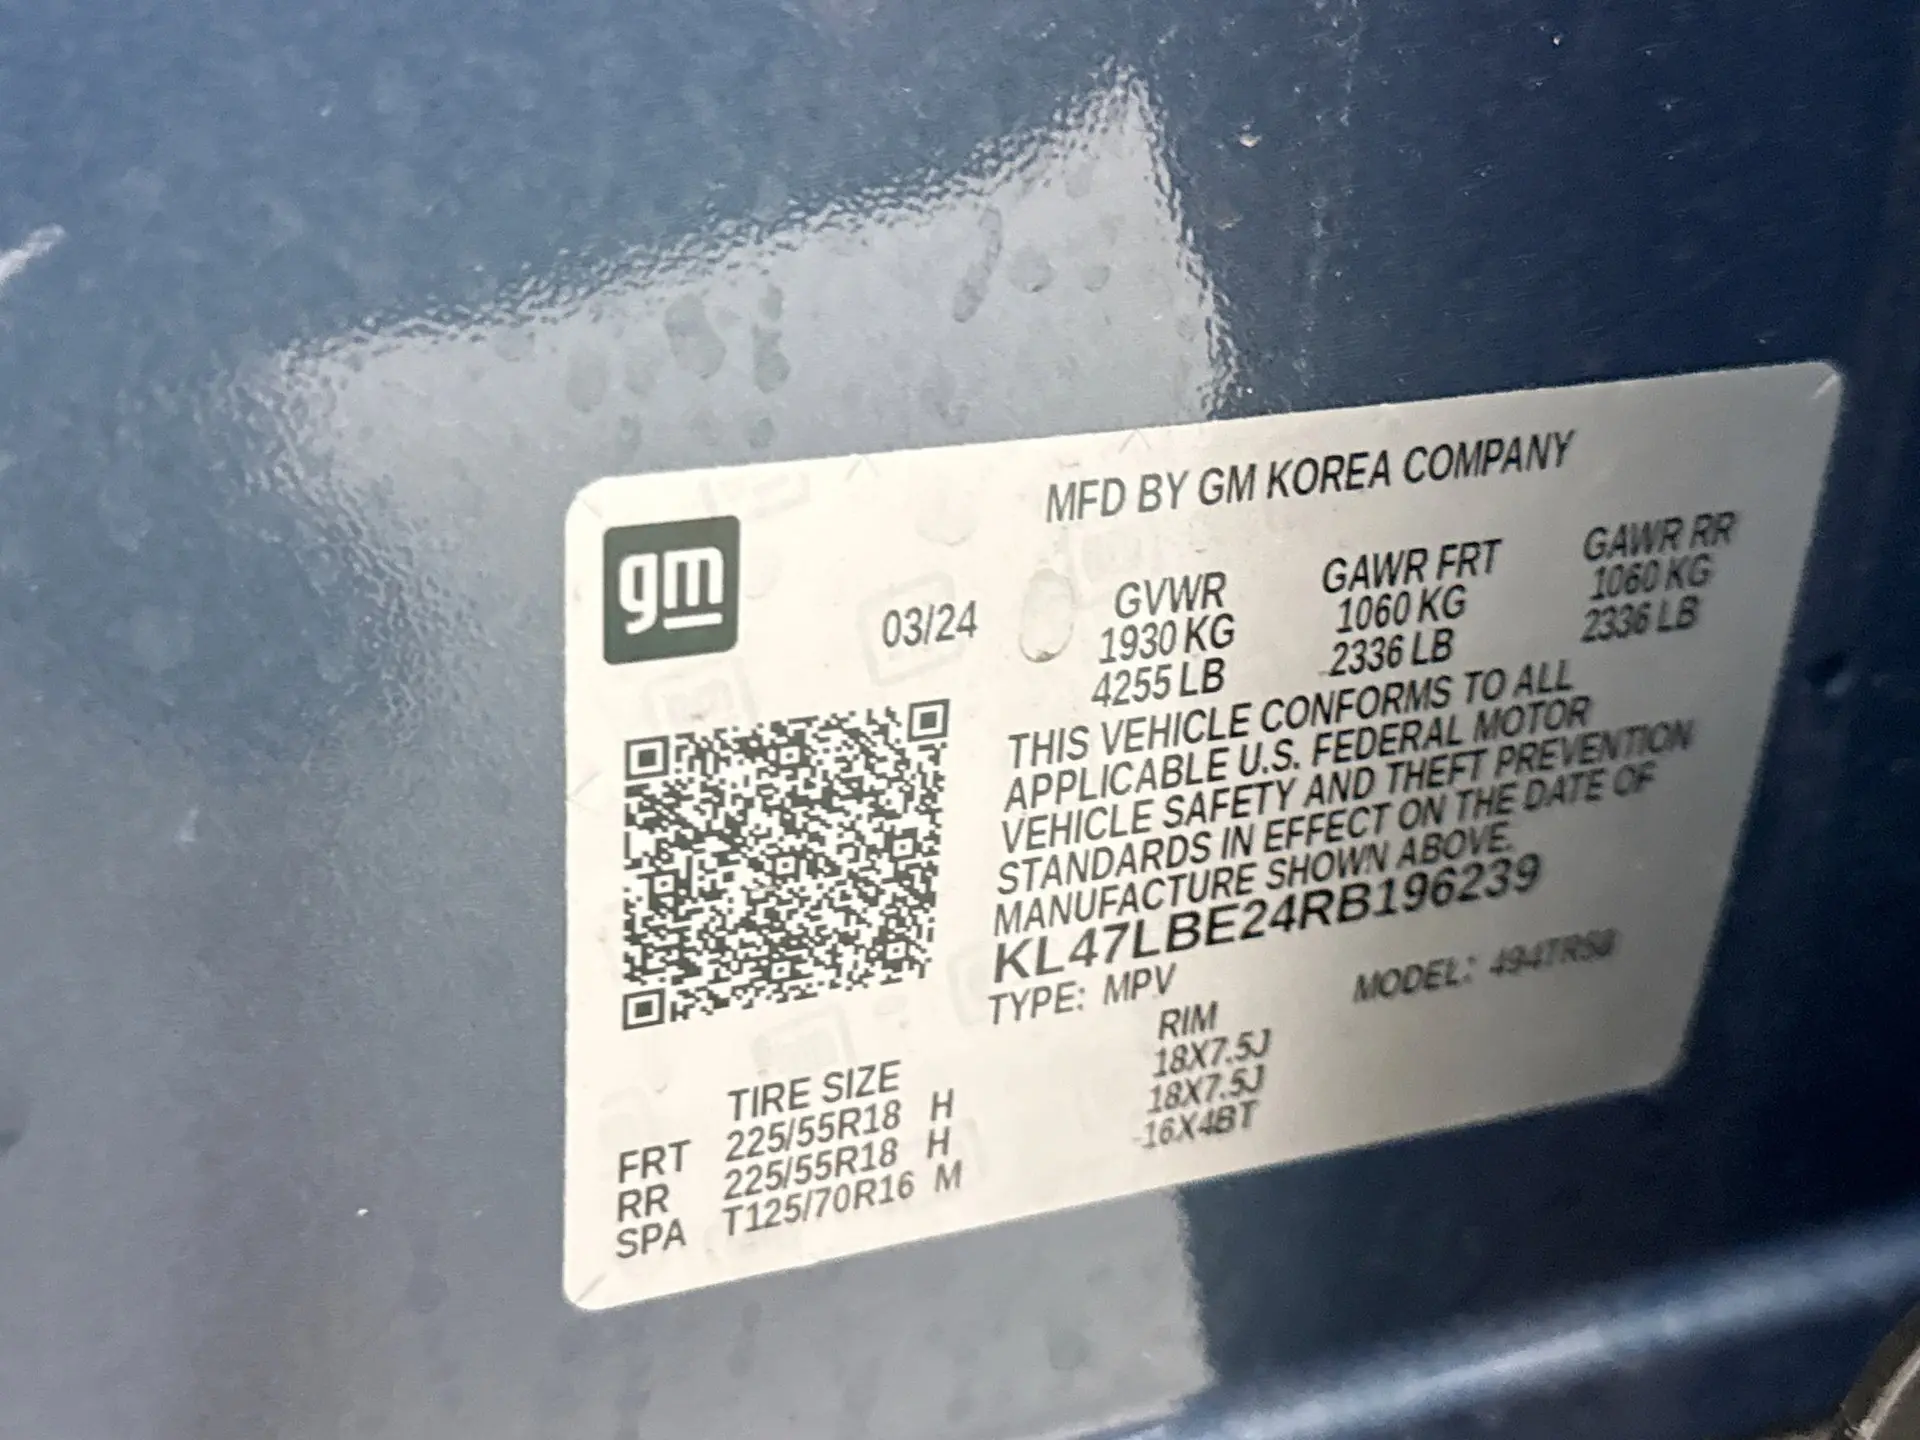 MFD BY GM KOREA COMPANY
gm
03/24
GVWR GAWR FRT GAWR RR
1930 KG 1060 KG 1060 KG
4255 LB 2336 LB 2336 LB
THIS VEHICLE CONFORMS TO ALL
APPLICABLE U.S. FEDERAL MOTOR
VEHICLE SAFETY AND THEFT PREVENTION
STANDARDS IN EFFECT ON THE DATE OF
MANUFACTURE SHOWN ABOVE.
KL47LBE24RB196239
TYPE: MPV MODEL:
TIRE SIZE RIM
FRT 225/55R18 H 18X7.5J
RR 225/55R18 H 18X7.5J
SPA T125/70R16 M 16X4BT